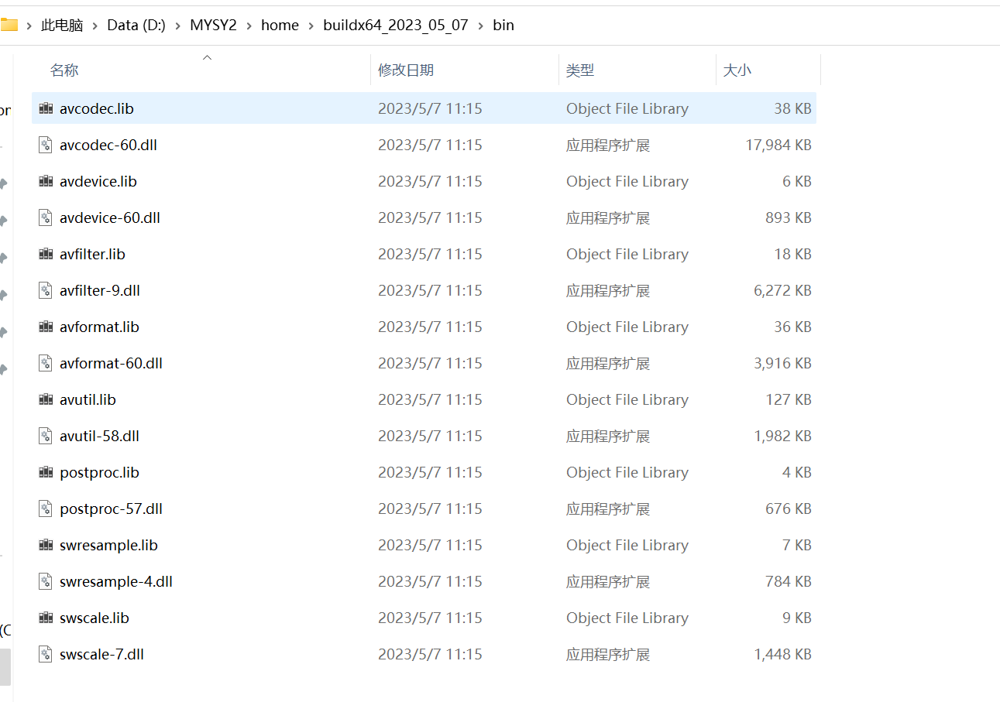 此电脑 > Data (D:) > MYSY2 > home > buildx64_2023_05_07 > bin
名称 修改日期 类型 大小
avcodec.lib 2023/5/7 11:15 Object File Library 38 KB
avcodec-60.dll 2023/5/7 11:15 应用程序扩展 17,984 KB
avdevice.lib 2023/5/7 11:15 Object File Library 6 KB
avdevice-60.dll 2023/5/7 11:15 应用程序扩展 893 KB
avfilter.lib 2023/5/7 11:15 Object File Library 18 KB
avfilter-9.dll 2023/5/7 11:15 应用程序扩展 6,272 KB
avformat.lib 2023/5/7 11:15 Object File Library 36 KB
avformat-60.dll 2023/5/7 11:15 应用程序扩展 3,916 KB
avutil.lib 2023/5/7 11:15 Object File Library 127 KB
avutil-58.dll 2023/5/7 11:15 应用程序扩展 1,982 KB
postproc.lib 2023/5/7 11:15 Object File Library 4 KB
postproc-57.dll 2023/5/7 11:15 应用程序扩展 676 KB
swresample.lib 2023/5/7 11:15 Object File Library 7 KB
swresample-4.dll 2023/5/7 11:15 应用程序扩展 784 KB
swscale.lib 2023/5/7 11:15 Object File Library 9 KB
swscale-7.dll 2023/5/7 11:15 应用程序扩展 1,448 KB